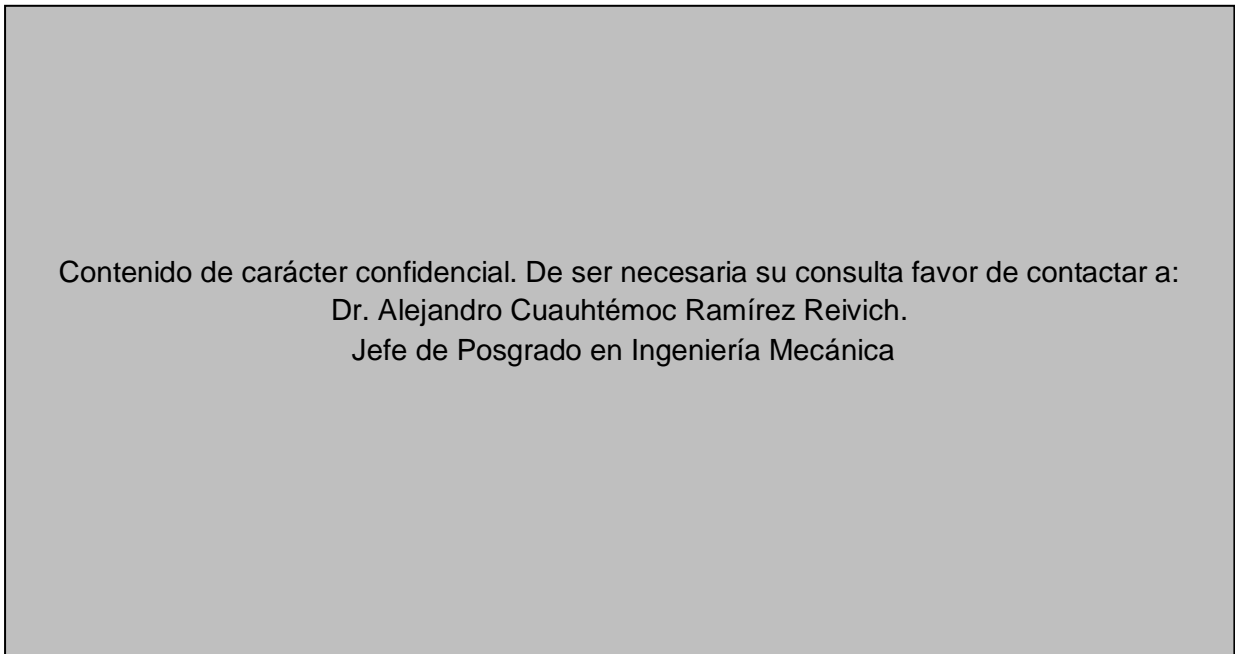 Contenido de carácter confidencial. De ser necesaria su consulta favor de contactar a:
Dr. Alejandro Cuauhtémoc Ramírez Reivich.
Jefe de Posgrado en Ingeniería Mecánica